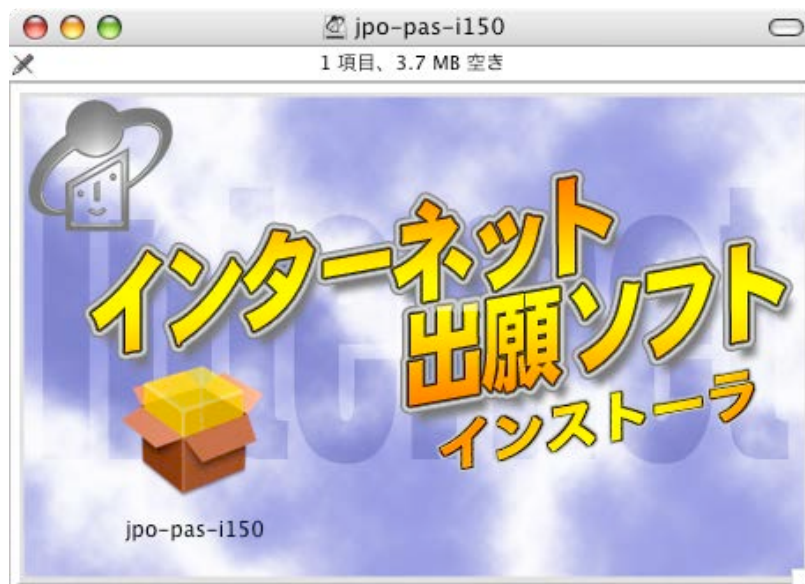 jpo-pas-i150
1 項目、3.7 MB 空き
Internet
インターネット
出願ソフト
インストーラ
jpo-pas-i150